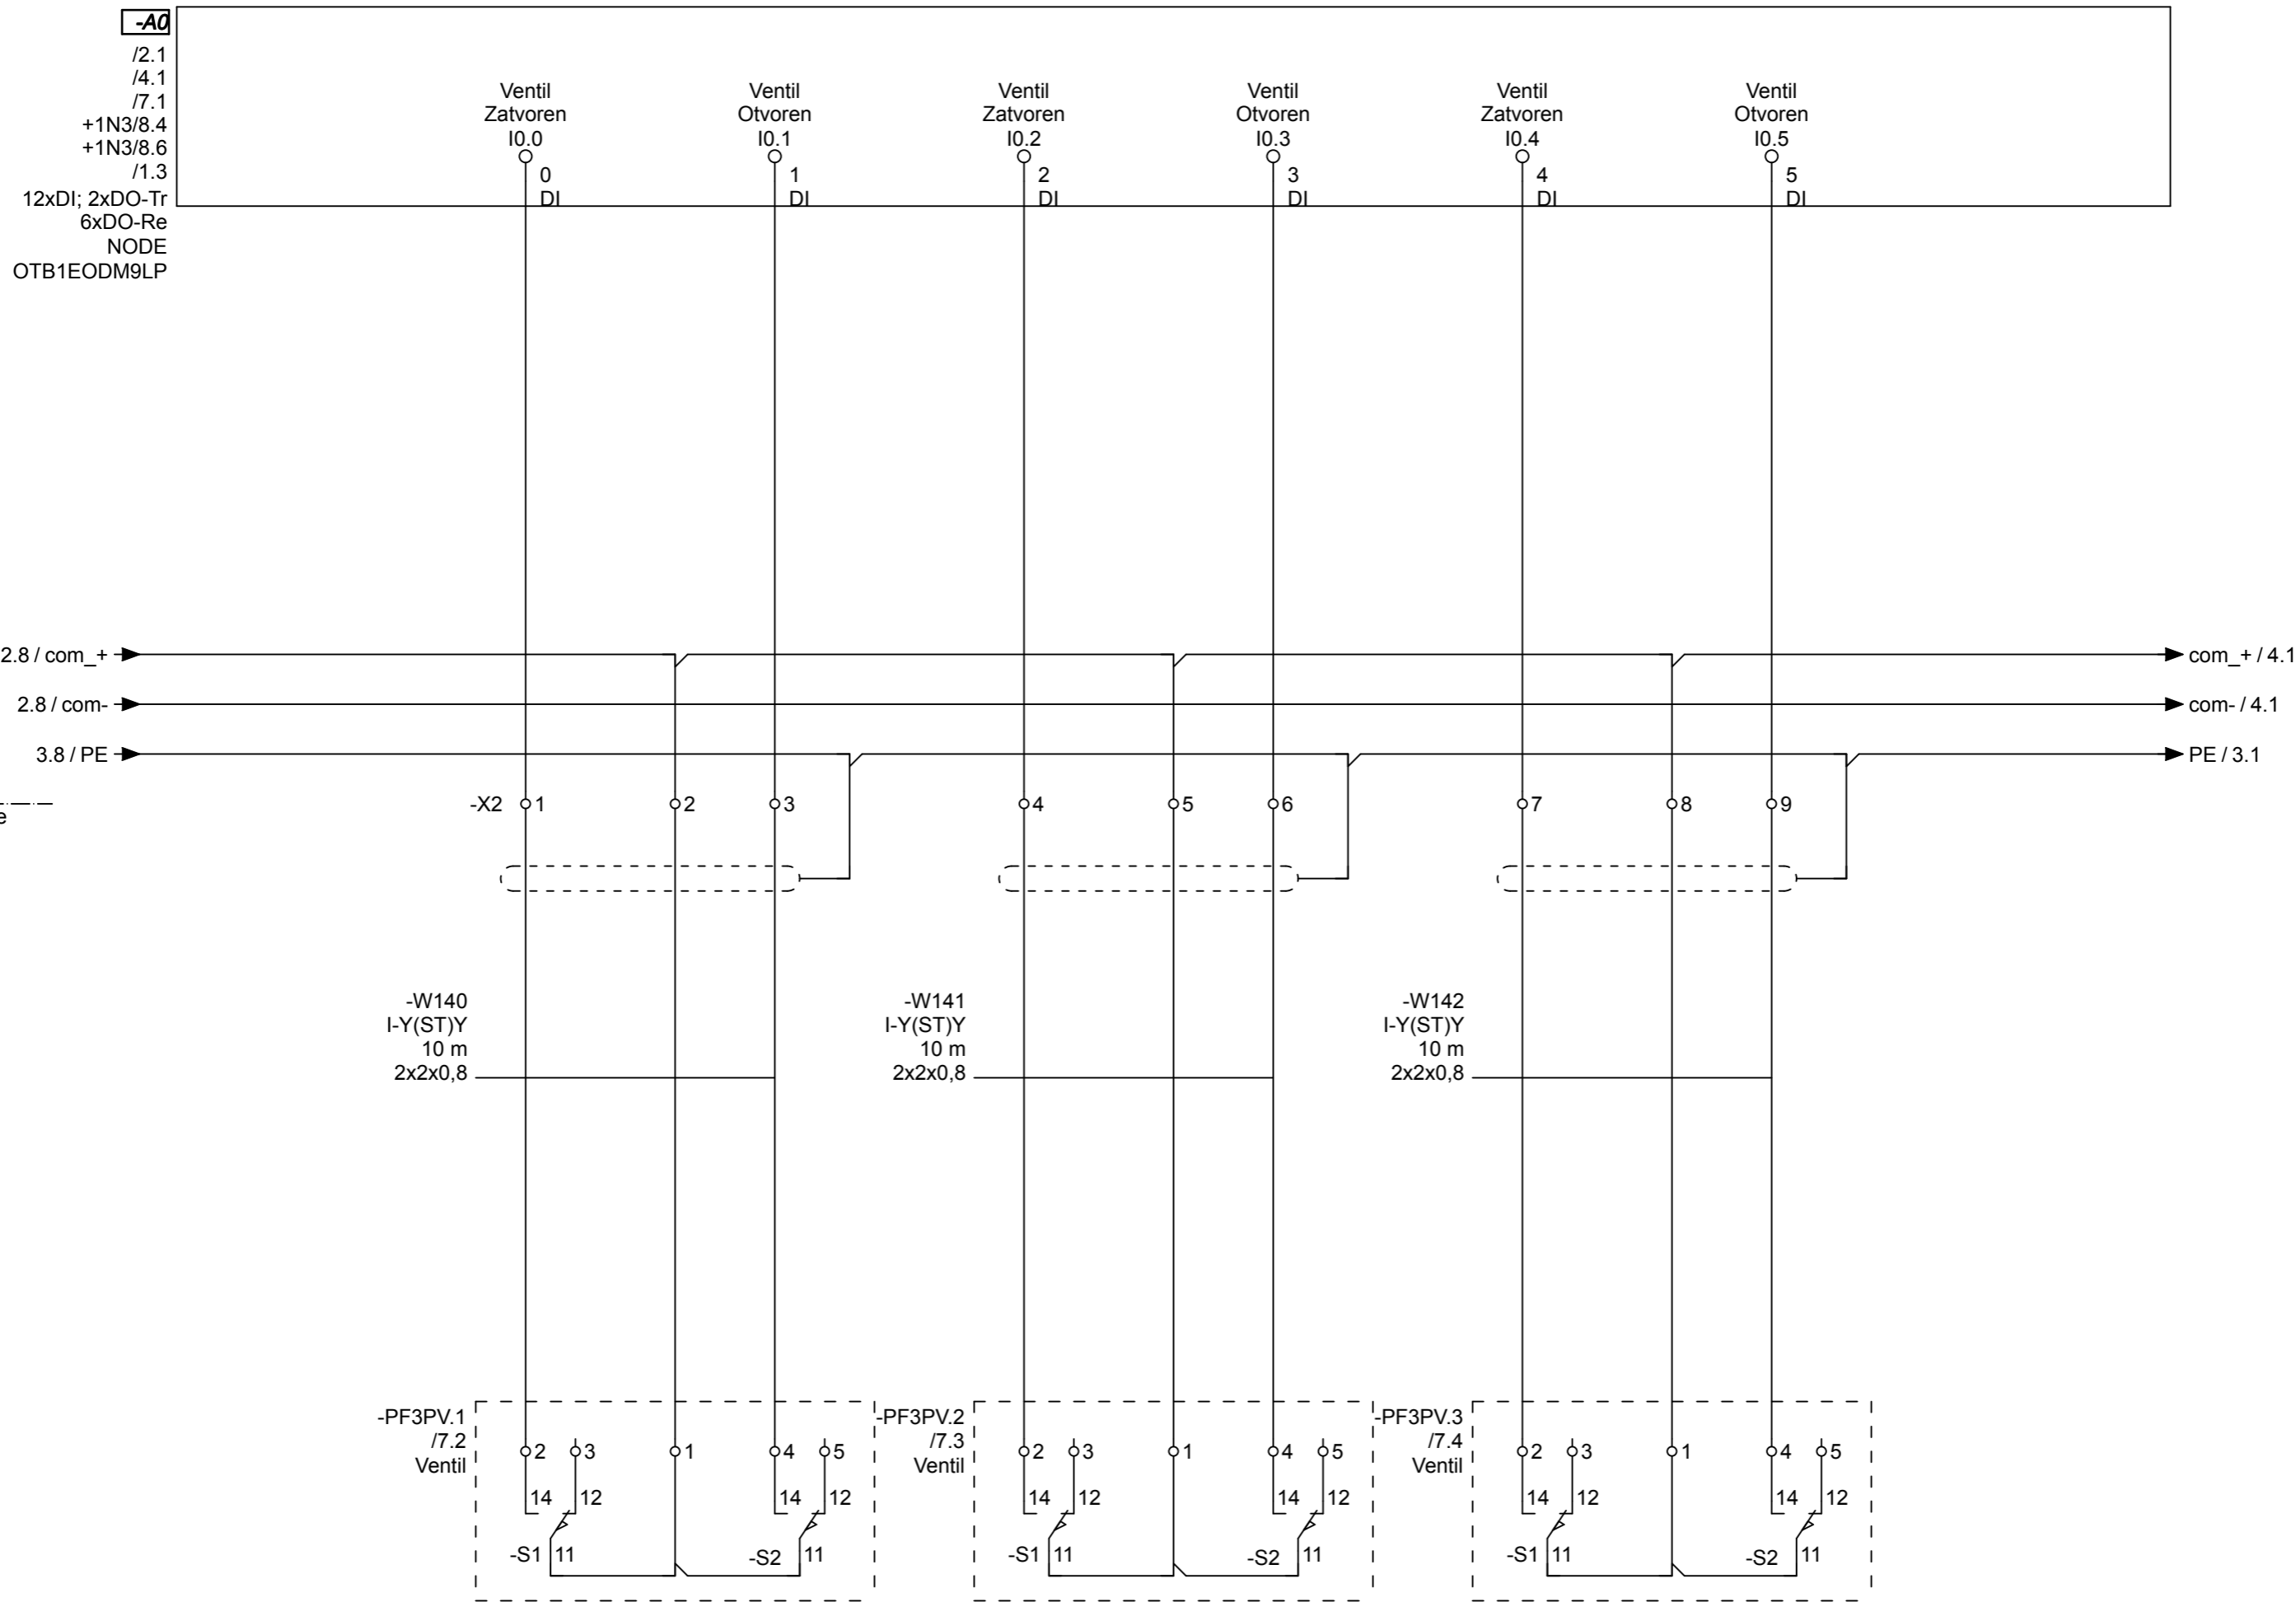 -A0
/2.1
/4.1
/7.1
+1N3/8.4
+1N3/8.6
/1.3
12xDI; 2xDO-Tr
6xDO-Re
NODE
OTB1EODM9LP
Ventil
Zatvoren
I0.0
0
DI
Ventil
Otvoren
I0.1
1
DI
Ventil
Zatvoren
I0.2
2
DI
Ventil
Otvoren
I0.3
3
DI
Ventil
Zatvoren
I0.4
4
DI
Ventil
Otvoren
I0.5
5
DI
2.8 / com_+
com_+ / 4.1
2.8 / com-
com- / 4.1
3.8 / PE
PE / 3.1
e
-X2 1 2 3 4 5 6 7 8 9
-W140
I-Y(ST)Y
10 m
2x2x0,8
-W141
I-Y(ST)Y
10 m
2x2x0,8
-W142
I-Y(ST)Y
10 m
2x2x0,8
-PF3PV.1
/7.2
Ventil
2 3 1 4 5
14 12 14 12
-S1 11 -S2 11
-PF3PV.2
/7.3
Ventil
2 3 1 4 5
14 12 14 12
-S1 11 -S2 11
-PF3PV.3
/7.4
Ventil
2 3 1 4 5
14 12 14 12
-S1 11 -S2 11